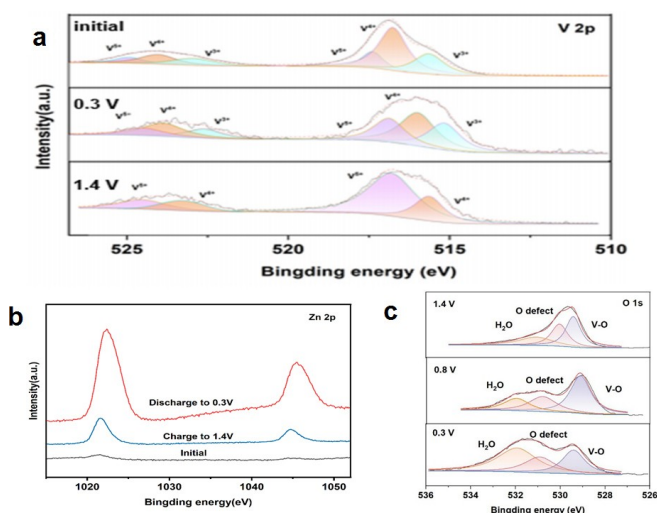 a
initial
V 2p
V⁵⁺ V⁴⁺ V³⁺ V⁵⁺ V⁴⁺ V³⁺
0.3 V
V⁵⁺ V⁴⁺ V³⁺ V⁵⁺ V⁴⁺ V³⁺
1.4 V
V⁵⁺ V⁴⁺ V⁵⁺ V⁴⁺
Intensity(a.u.)
525 520 515 510
Bingding energy (eV)
b
Zn 2p
Discharge to 0.3V
Charge to 1.4V
Initial
Intensity(a.u.)
1020 1030 1040 1050
Bingding energy(eV)
c
1.4 V
O 1s
O defect
H₂O
V-O
0.8 V
O defect
H₂O
V-O
0.3 V
O defect
H₂O
V-O
Intensity(a.u.)
536 534 532 530 528 526
Bingding energy (eV)